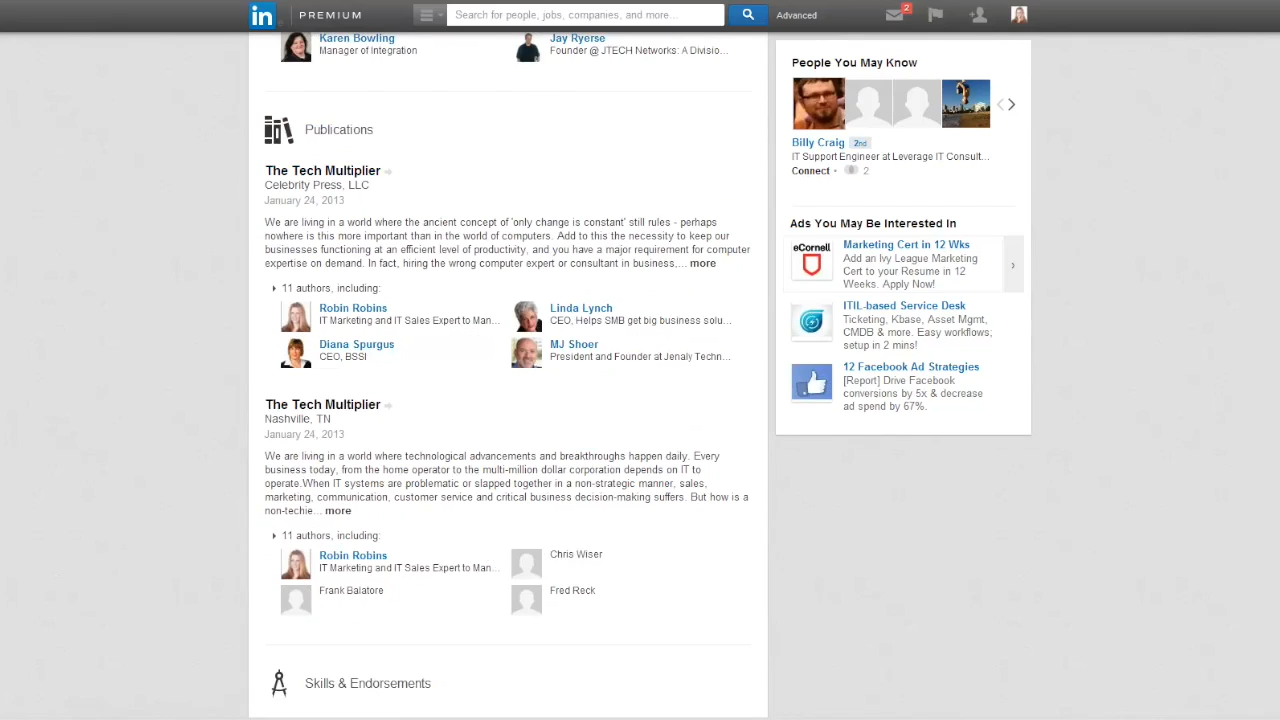 in PREMIUM Search for people, jobs, companies, and more... Advanced 2
Karen Bowling
Manager of Integration
Jay Ryerse
Founder @ JTECH Networks: A Divisio...
Publications
The Tech Multiplier
Celebrity Press, LLC
January 24, 2013
We are living in a world where the ancient concept of 'only change is constant' still rules - perhaps
nowhere is this more important than in the world of computers. Add to this the necessity to keep our
businesses functioning at an efficient level of productivity, and you have a major requirement for computer
expertise on demand. In fact, hiring the wrong computer expert or consultant in business,... more
11 authors, including:
Robin Robins
IT Marketing and IT Sales Expert to Man...
Linda Lynch
CEO, Helps SMB get big business solu...
Diana Spurgus
CEO, BSSI
MJ Shoer
President and Founder at Jenaly Techn...
The Tech Multiplier
Nashville, TN
January 24, 2013
We are living in a world where technological advancements and breakthroughs happen daily. Every
business today, from the home operator to the multi-million dollar corporation depends on IT to
operate.When IT systems are problematic or slapped together in a non-strategic manner, sales,
marketing, communication, customer service and critical business decision-making suffers. But how is a
non-techie... more
11 authors, including:
Robin Robins
IT Marketing and IT Sales Expert to Man...
Chris Wiser
Frank Balatore
Fred Reck
Skills & Endorsements
People You May Know
Billy Craig 2nd
IT Support Engineer at Leverage IT Consult...
Connect • 2
Ads You May Be Interested In
eCornell
Marketing Cert in 12 Wks
Add an Ivy League Marketing
Cert to your Resume in 12
Weeks. Apply Now!
ITIL-based Service Desk
Ticketing, Kbase, Asset Mgmt,
CMDB & more. Easy workflows;
setup in 2 mins!
12 Facebook Ad Strategies
[Report] Drive Facebook
conversions by 5x & decrease
ad spend by 67%.